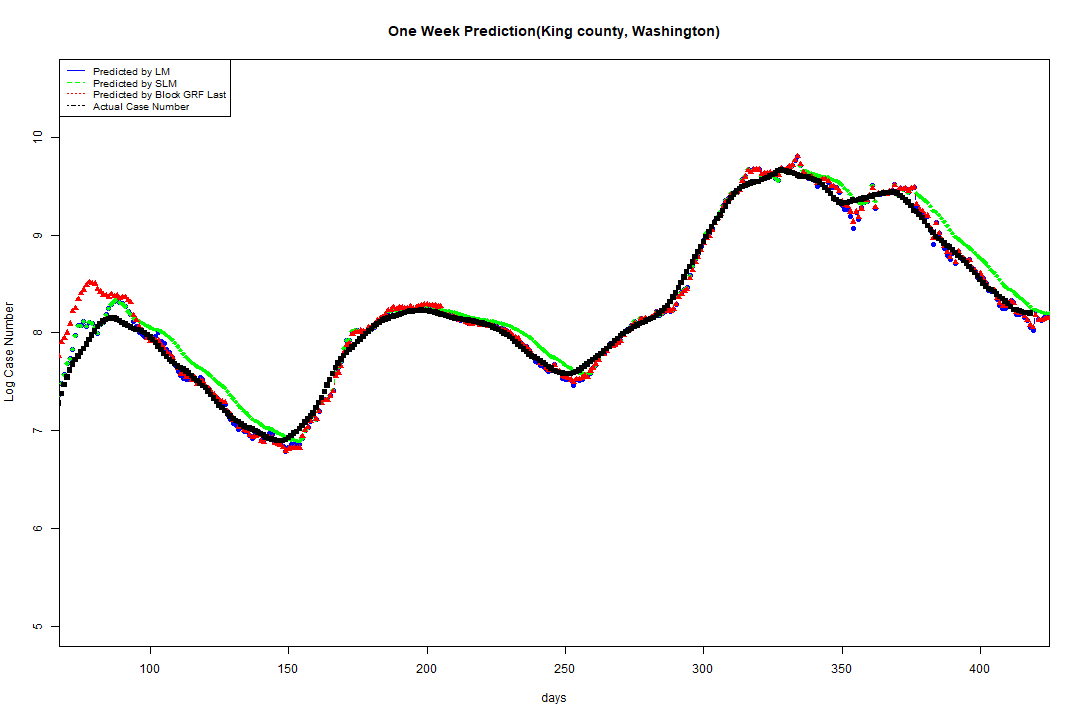 One Week Prediction(King county, Washington)
Predicted by LM
Predicted by SLM
Predicted by Block GRF Last
Actual Case Number
10
9
8
7
6
5
Log Case Number
100 150 200 250 300 350 400
days